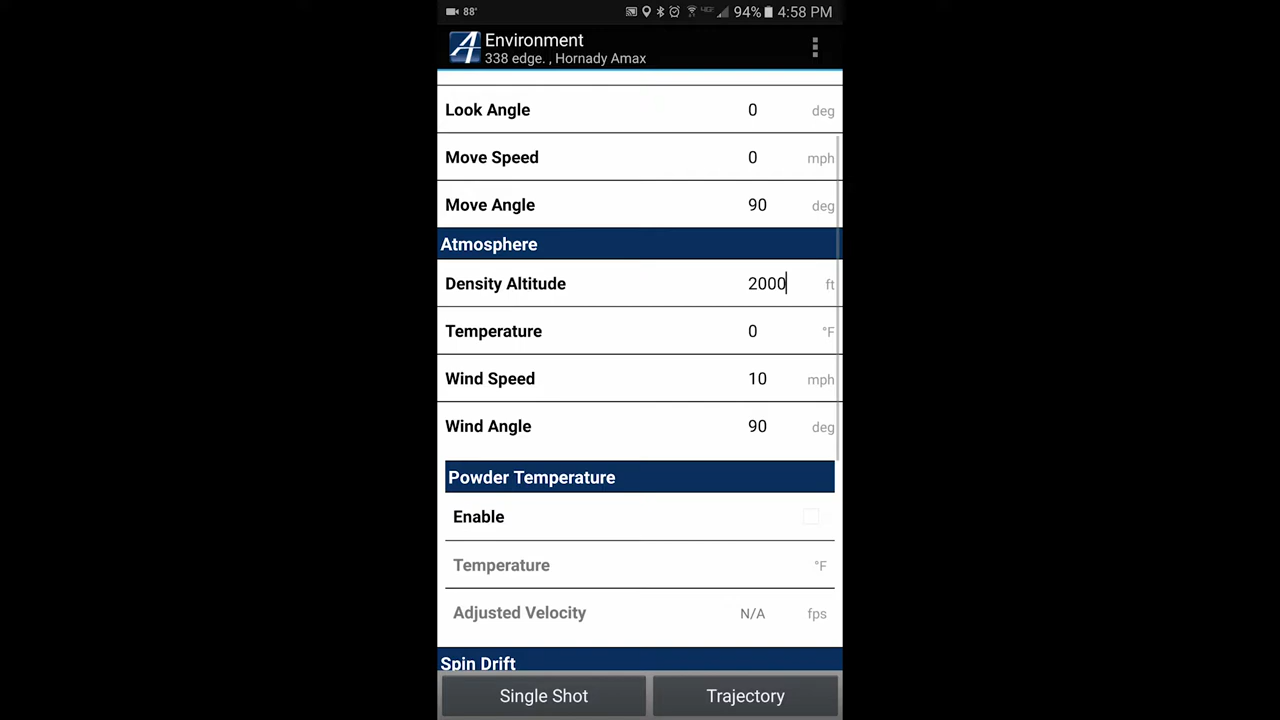 88° 94% 4:58 PM
Environment
338 edge. , Hornady Amax
Look Angle 0 deg
Move Speed 0 mph
Move Angle 90 deg
Atmosphere
Density Altitude 2000 ft
Temperature 0 °F
Wind Speed 10 mph
Wind Angle 90 deg
Powder Temperature
Enable
Temperature °F
Adjusted Velocity N/A fps
Spin Drift
Single Shot Trajectory